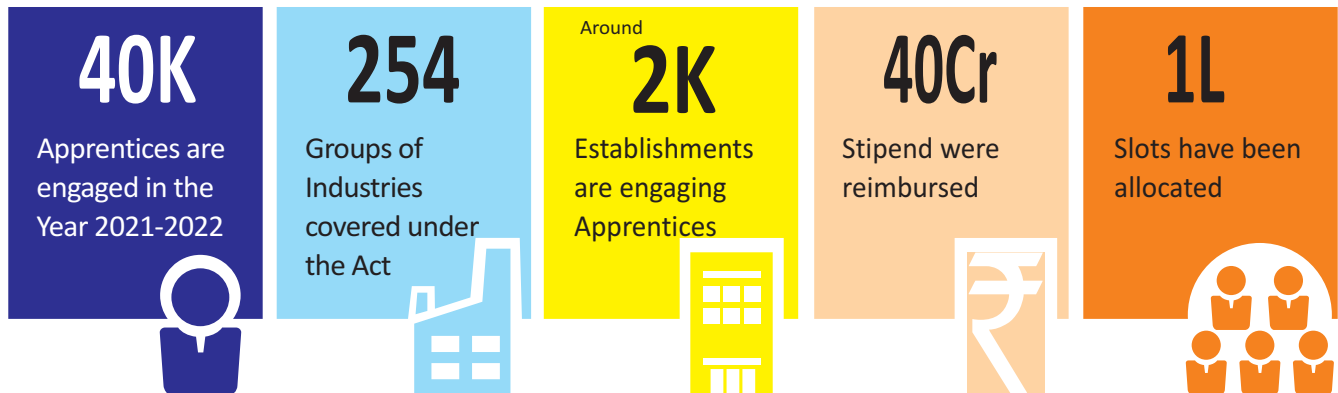 40K
Apprentices are
engaged in the
Year 2021-2022
254
Groups of
Industries
covered under
the Act
Around
2K
Establishments
are engaging
Apprentices
40Cr
Stipend were
reimbursed
1L
Slots have been
allocated
₹